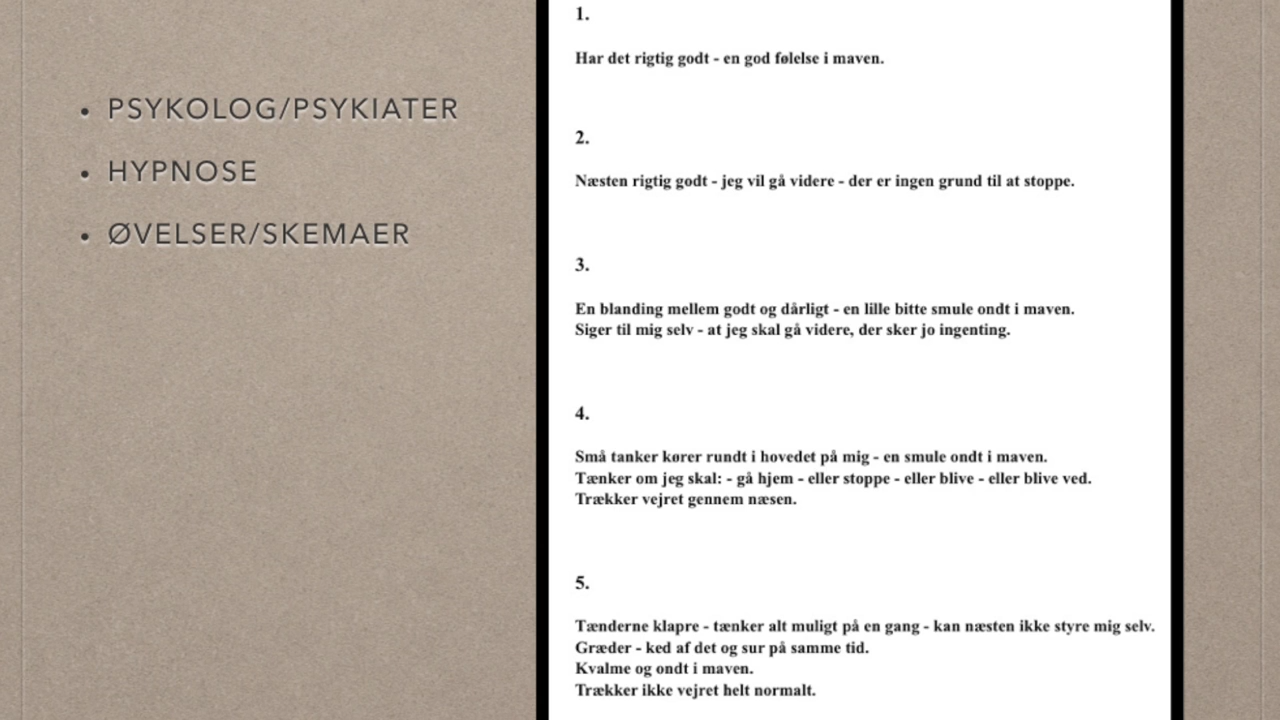 • PSYKOLOG/PSYKIATER
• HYPNOSE
• ØVELSER/SKEMAER
1.
Har det rigtig godt - en god følelse i maven.
2.
Næsten rigtig godt - jeg vil gå videre - der er ingen grund til at stoppe.
3.
En blanding mellem godt og dårligt - en lille bitte smule ondt i maven.
Siger til mig selv - at jeg skal gå videre, der sker jo ingenting.
4.
Små tanker kører rundt i hovedet på mig - en smule ondt i maven.
Tænker om jeg skal: - gå hjem - eller stoppe - eller blive - eller blive ved.
Trækker vejret gennem næsen.
5.
Tænderne klapre - tænker alt muligt på en gang - kan næsten ikke styre mig selv.
Græder - ked af det og sur på samme tid.
Kvalme og ondt i maven.
Trækker ikke vejret helt normalt.